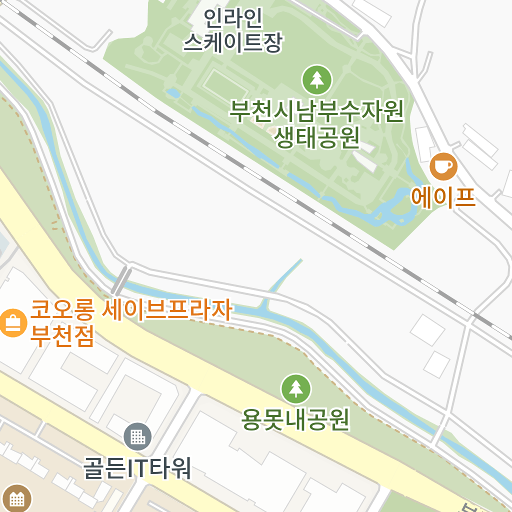 인라인
스케이트장
부천시남부수자원
생태공원
에이프
코오롱 세이브프라자
부천점
용못내공원
골든IT타워